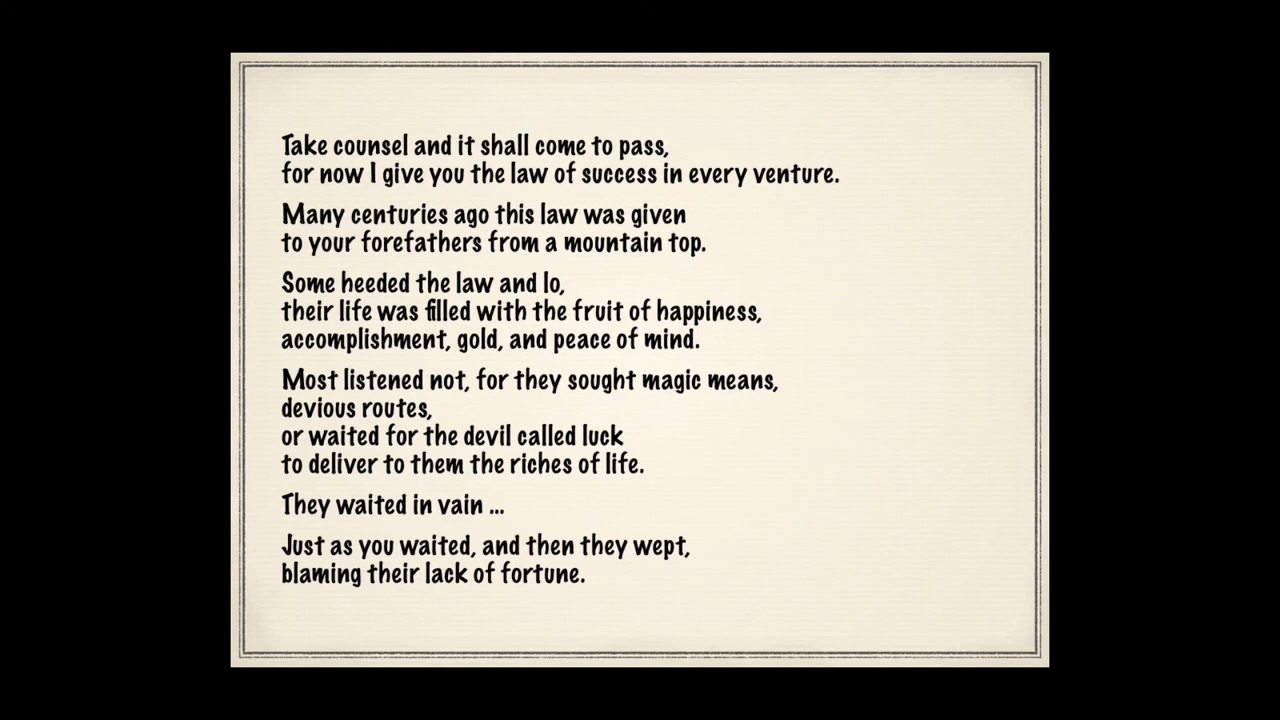 Take counsel and it shall come to pass,
for now I give you the law of success in every venture.
Many centuries ago this law was given
to your forefathers from a mountain top.
Some heeded the law and lo,
their life was filled with the fruit of happiness,
accomplishment, gold, and peace of mind.
Most listened not, for they sought magic means,
devious routes,
or waited for the devil called luck
to deliver to them the riches of life.
They waited in vain ...
Just as you waited, and then they wept,
blaming their lack of fortune.